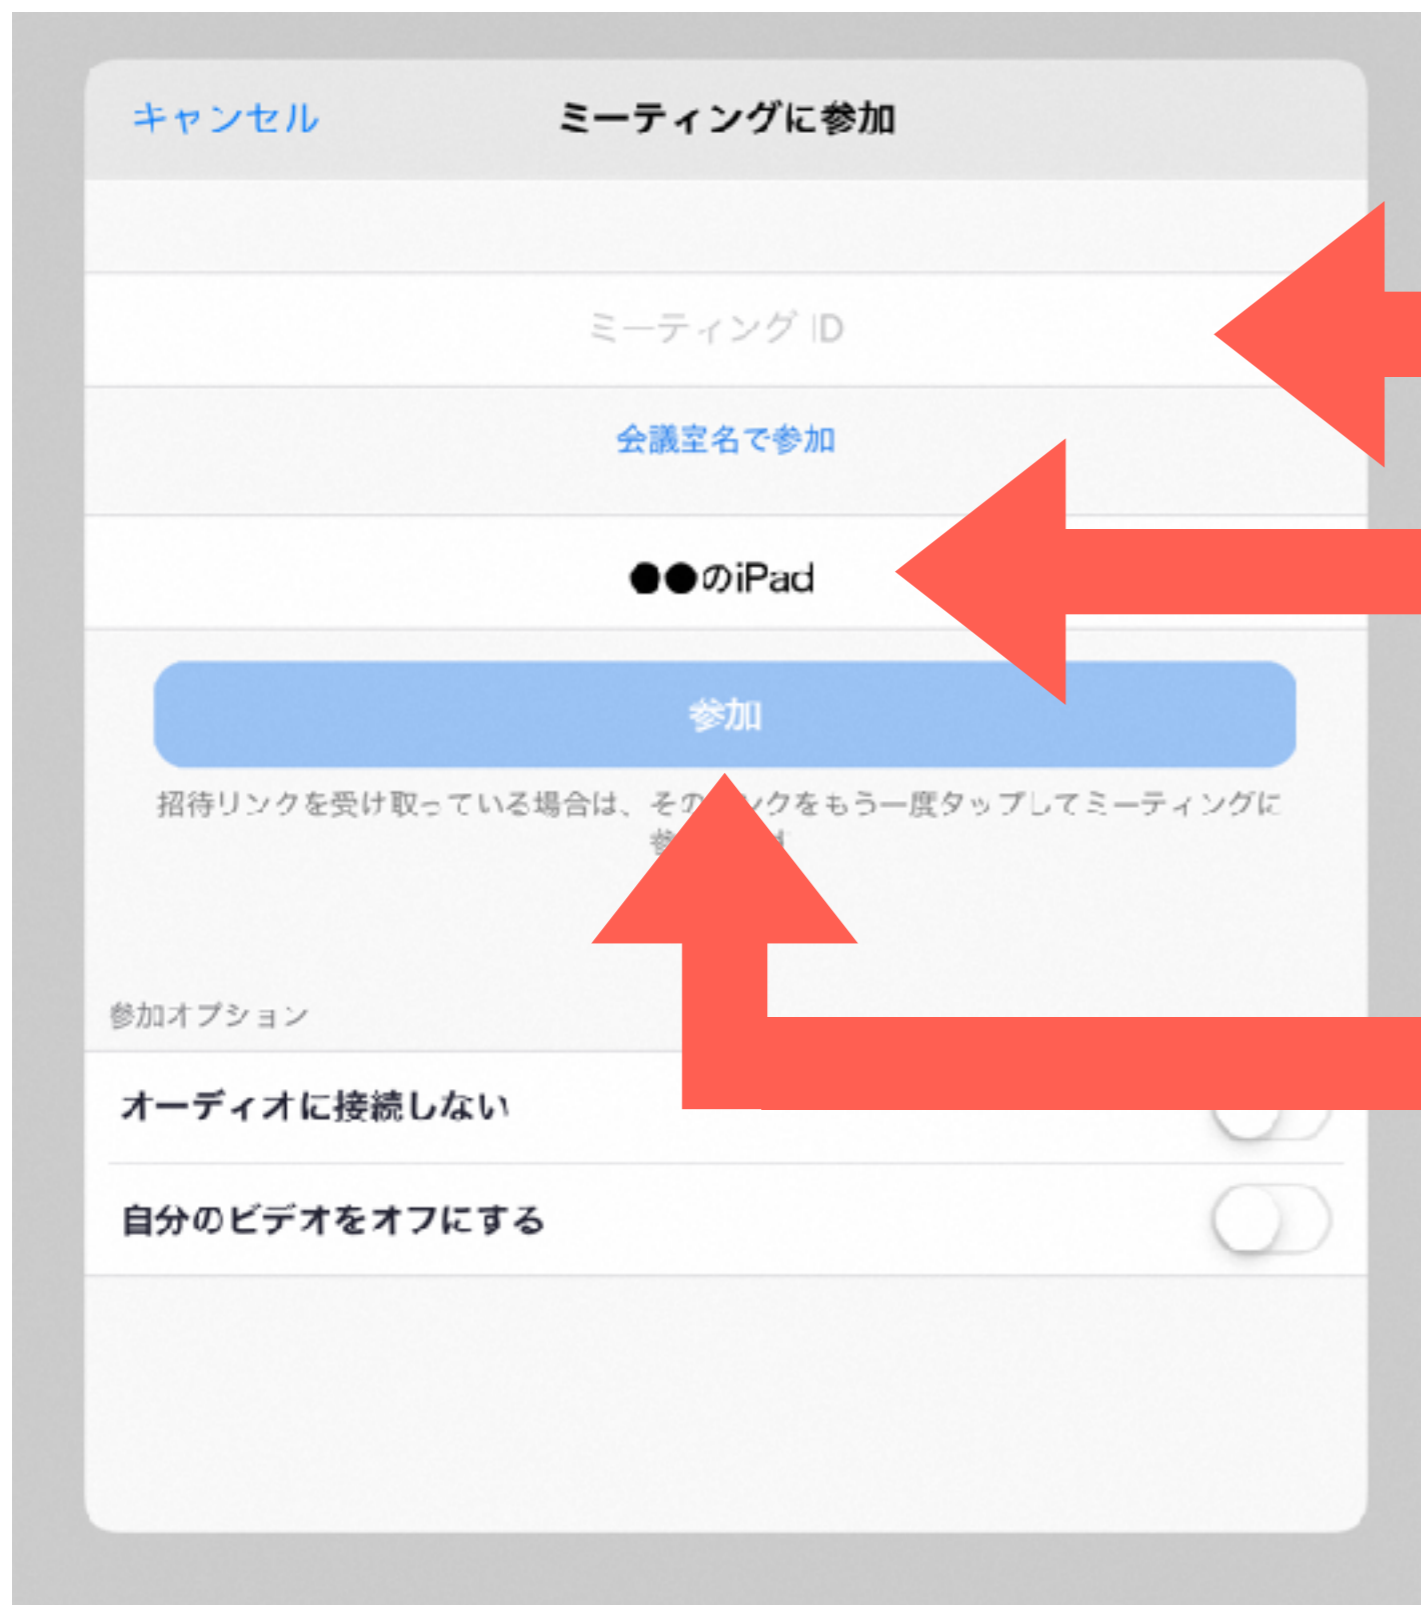 キャンセル
ミーティングに参加
ミーティング ID
会議室名で参加
●●のiPad
参加
招待リンクを受け取っている場合は、その ンクをもう一度タップしてミーティングに
参加オプション
オーディオに接続しない
自分のビデオをオフにする